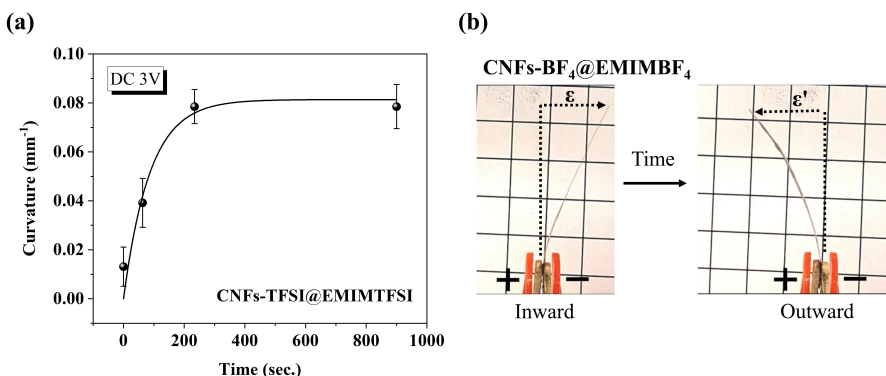 (a)
0.10
0.08
0.06
0.04
0.02
0.00
Curvature (mm⁻¹)
DC 3V
CNFs-TFSI@EMIMTFSI
0
200
400
600
800
1000
Time (sec.)
(b)
CNFs-BF₄@EMIMBF₄
ε
+
−
Inward
Time
ε'
+
−
Outward